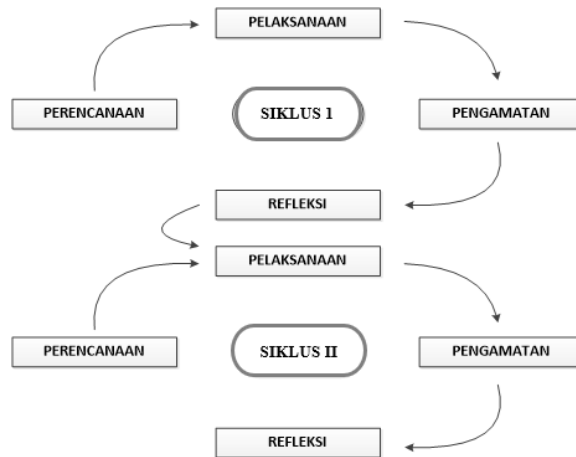 PELAKSANAAN
PERENCANAAN
SIKLUS 1
PENGAMATAN
REFLEKSI
PELAKSANAAN
PERENCANAAN
SIKLUS II
PENGAMATAN
REFLEKSI